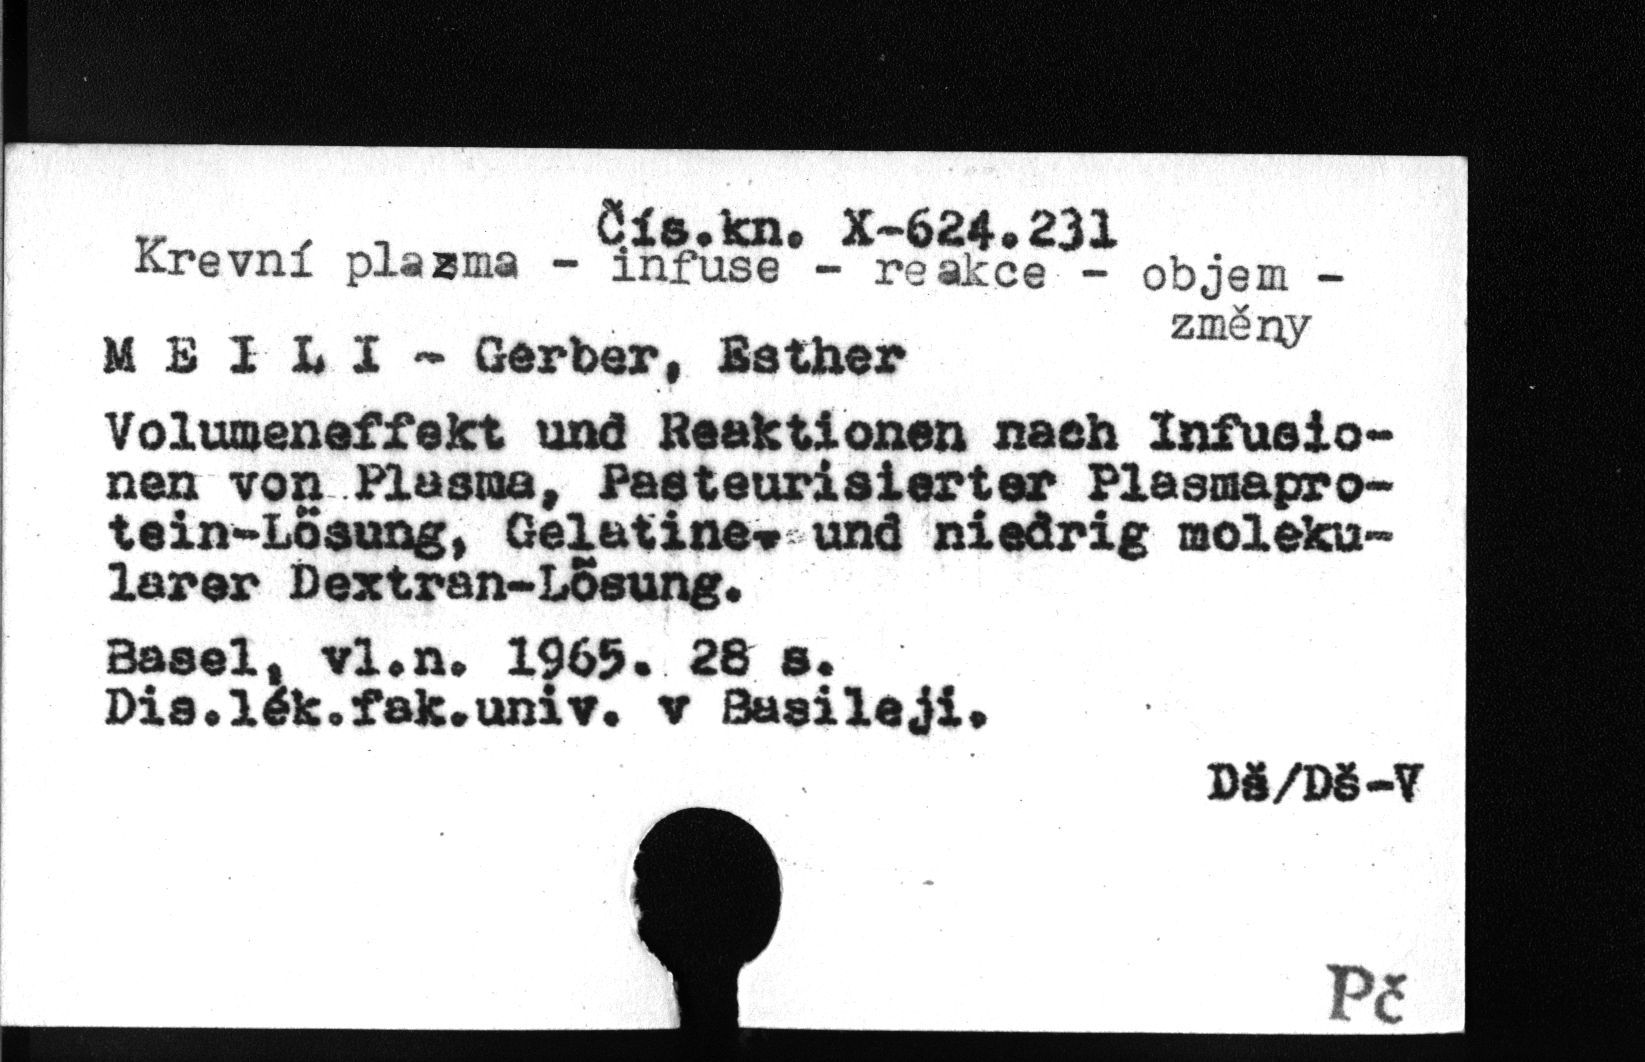 Čís.kn. X-624.231
Krevní plazma - infuse - reakce - objem -
změny
M E I L I - Gerber, Esther
Volumeneffekt und Reaktionen nach Infusio-
nen von Plasma, Pasteurisierter Plasmapro-
tein-Lösung, Gelatine- und niedrig moleku-
larer Dextran-Lösung.
Basel, vl.n. 1965. 28 s.
Dis.lék.fak.univ. v Basileji.
Dš/Dš-V
Pč